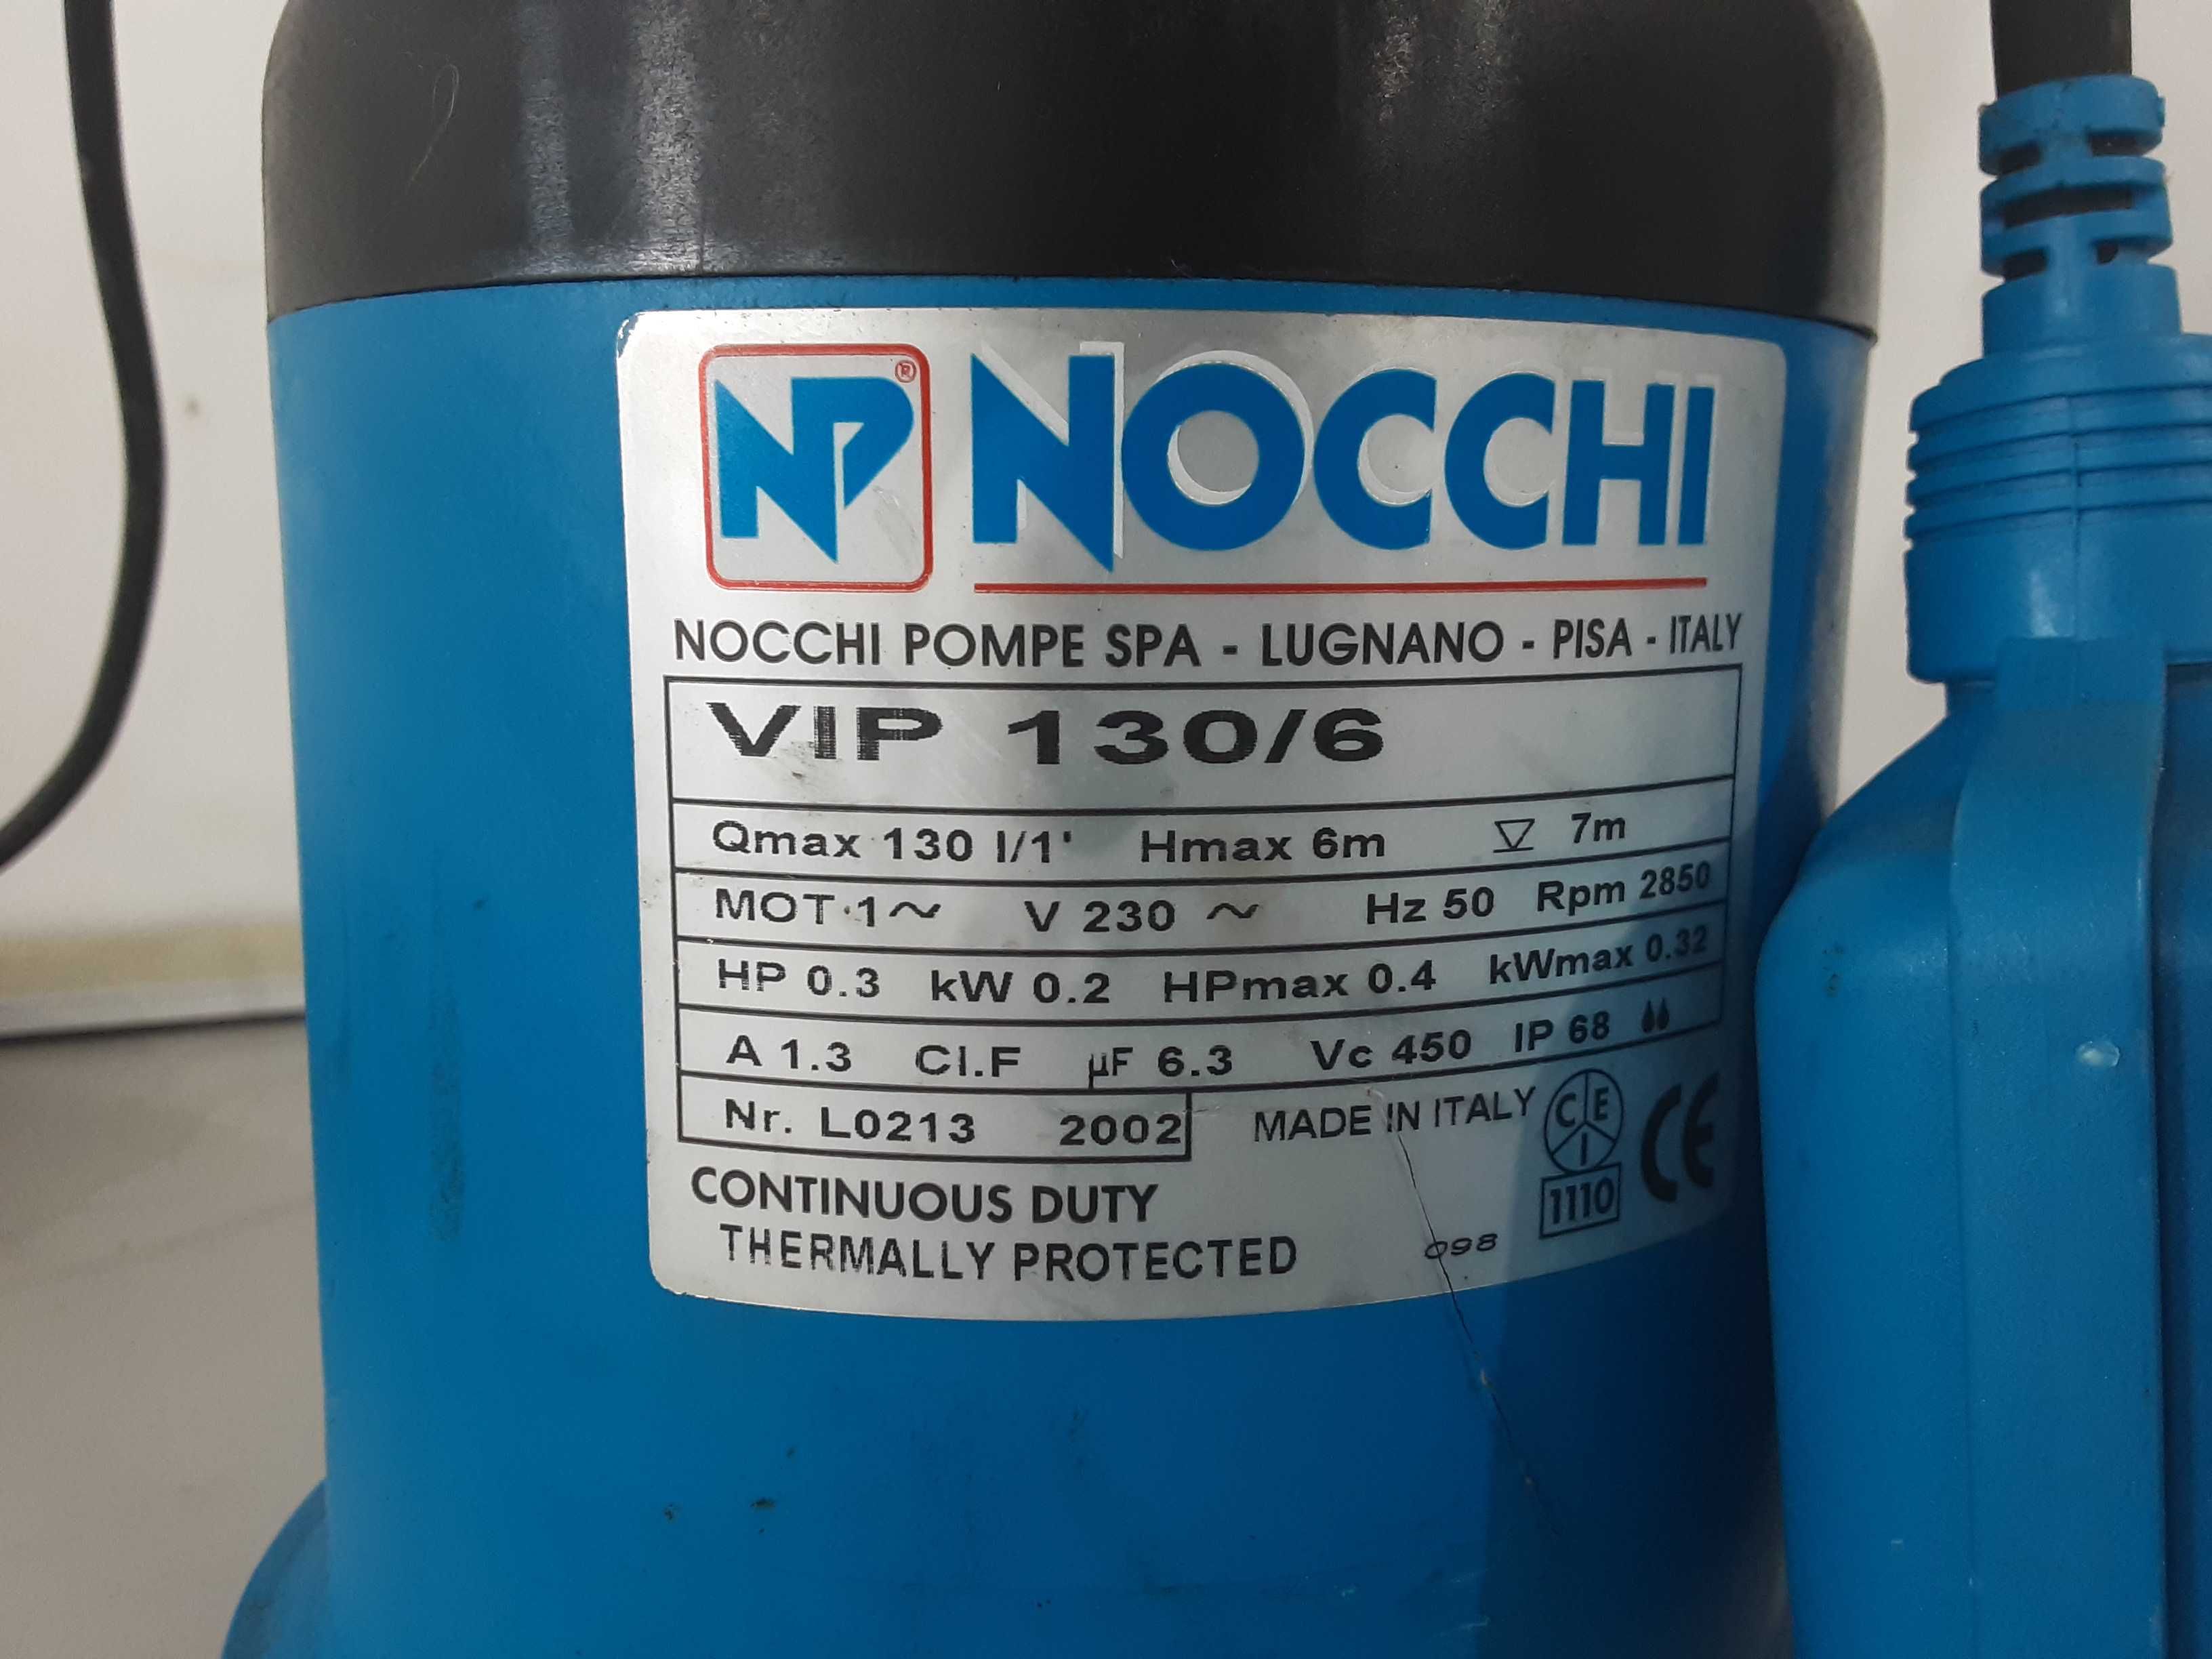 NP® NOCCHI
NOCCHI POMPE SPA - LUGNANO - PISA - ITALY
VIP 130/6
Qmax 130 l/1' Hmax 6m ▽ 7m
MOT 1~ V 230 ~ Hz 50 Rpm 2850
HP 0.3 kW 0.2 HPmax 0.4 kWmax 0.32
A 1.3 Cl.F µF 6.3 Vc 450 IP 68
Nr. L0213 2002 MADE IN ITALY CEI CE
1110
CONTINUOUS DUTY
THERMALLY PROTECTED 098